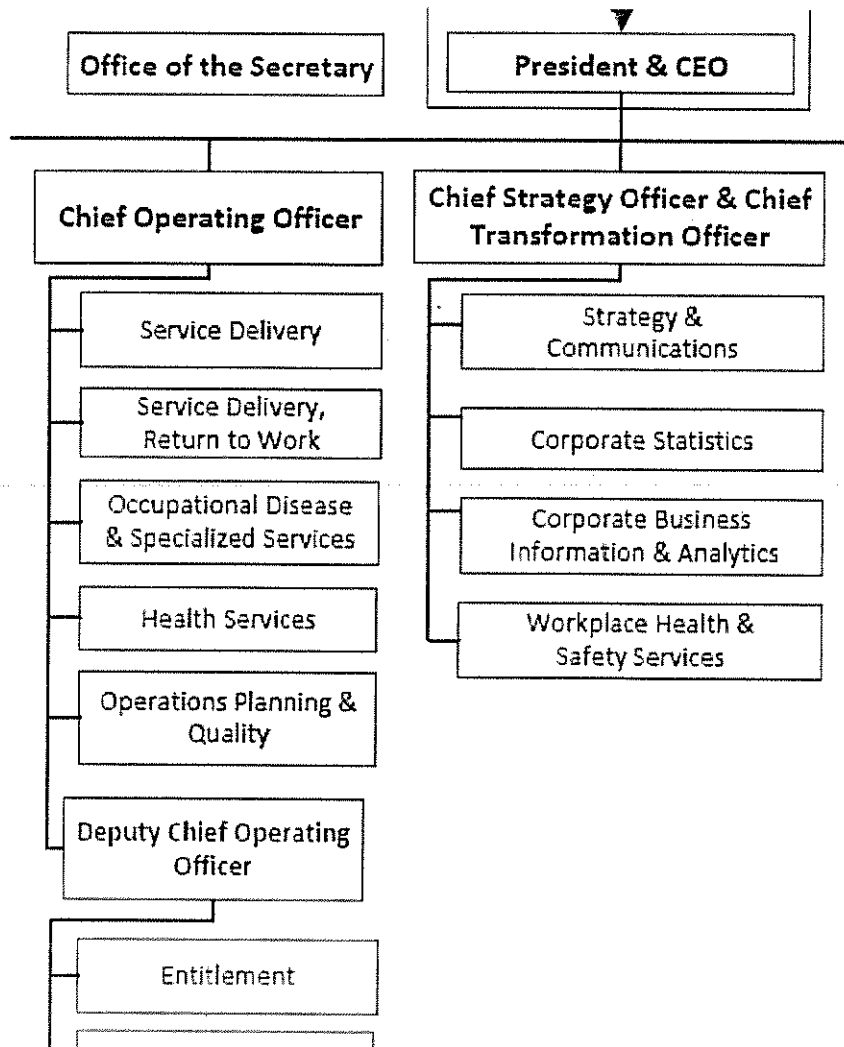 Office of the Secretary
President & CEO
Chief Operating Officer
Chief Strategy Officer & Chief
Transformation Officer
Service Delivery
Service Delivery,
Return to Work
Occupational Disease
& Specialized Services
Health Services
Operations Planning &
Quality
Deputy Chief Operating
Officer
Entitlement
Strategy &
Communications
Corporate Statistics
Corporate Business
Information & Analytics
Workplace Health &
Safety Services